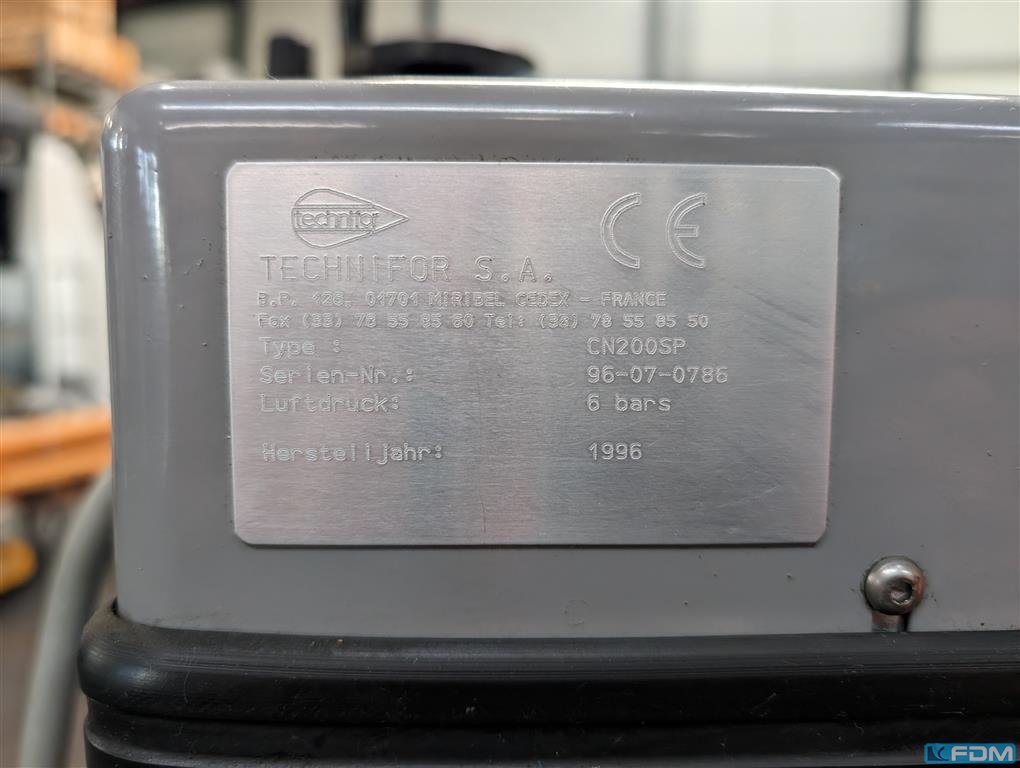 technifor
CE
TECHNIFOR S.A.
B.P. 126, 01701 MIRIBEL CEDEX - FRANCE
Fax (33) 78 55 85 60 Tel: (33) 78 55 85 50
Type : CN200SP
Serien-Nr.: 96-07-0786
Luftdruck: 6 bars
Herstelljahr: 1996
FDM